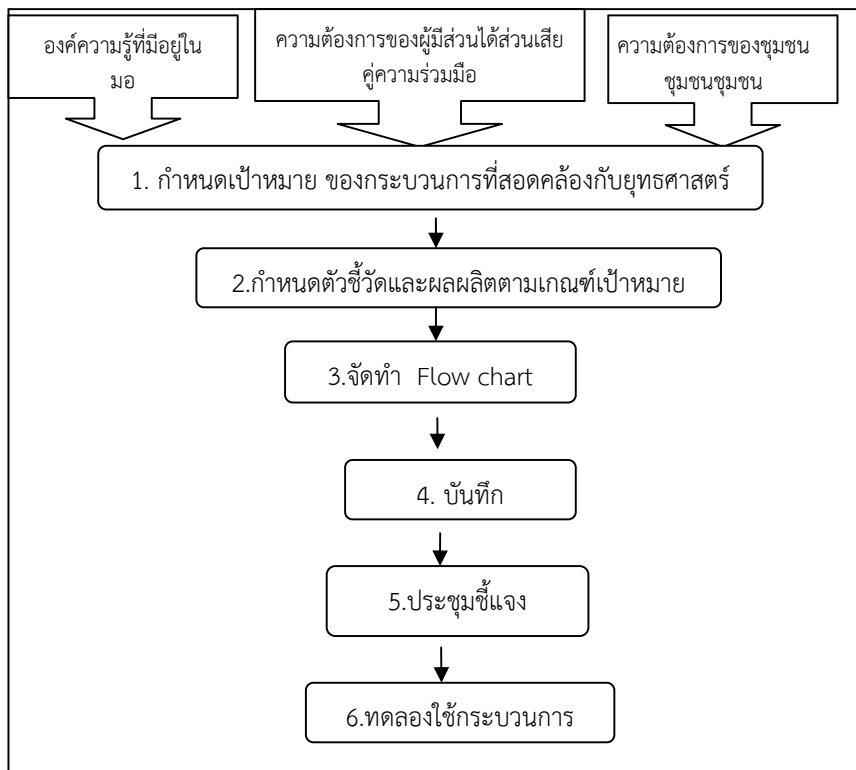 องค์ความรู้ที่มีอยู่ใน
มอ
ความต้องการของผู้มีส่วนได้ส่วนเสีย
คู่ความร่วมมือ
ความต้องการของชุมชน
ชุมชนชุมชน
1. กำหนดเป้าหมาย ของกระบวนการที่สอดคล้องกับยุทธศาสตร์
2.กำหนดตัวชี้วัดและผลผลิตตามเกณฑ์เป้าหมาย
3.จัดทำ Flow chart
4. บันทึก
5.ประชุมชี้แจง
6.ทดลองใช้กระบวนการ